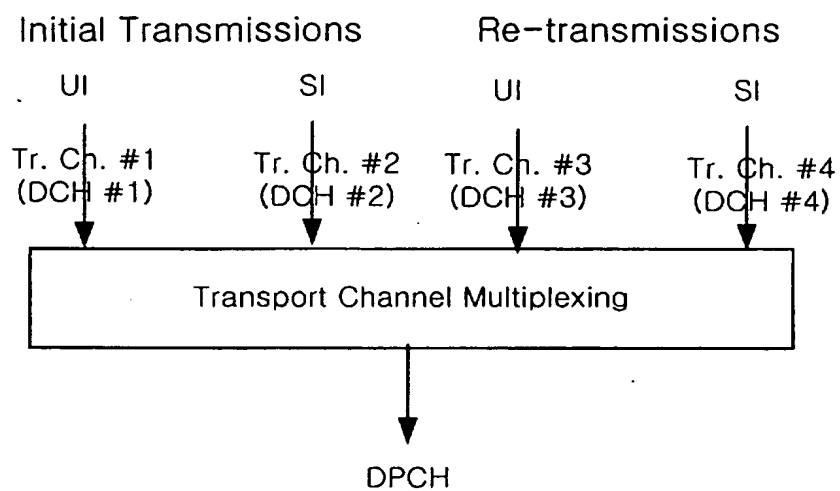 Initial Transmissions
Re-transmissions
UI
SI
UI
SI
Tr. Ch. #1
(DCH #1)
Tr. Ch. #2
(DCH #2)
Tr. Ch. #3
(DCH #3)
Tr. Ch. #4
(DCH #4)
Transport Channel Multiplexing
DPCH